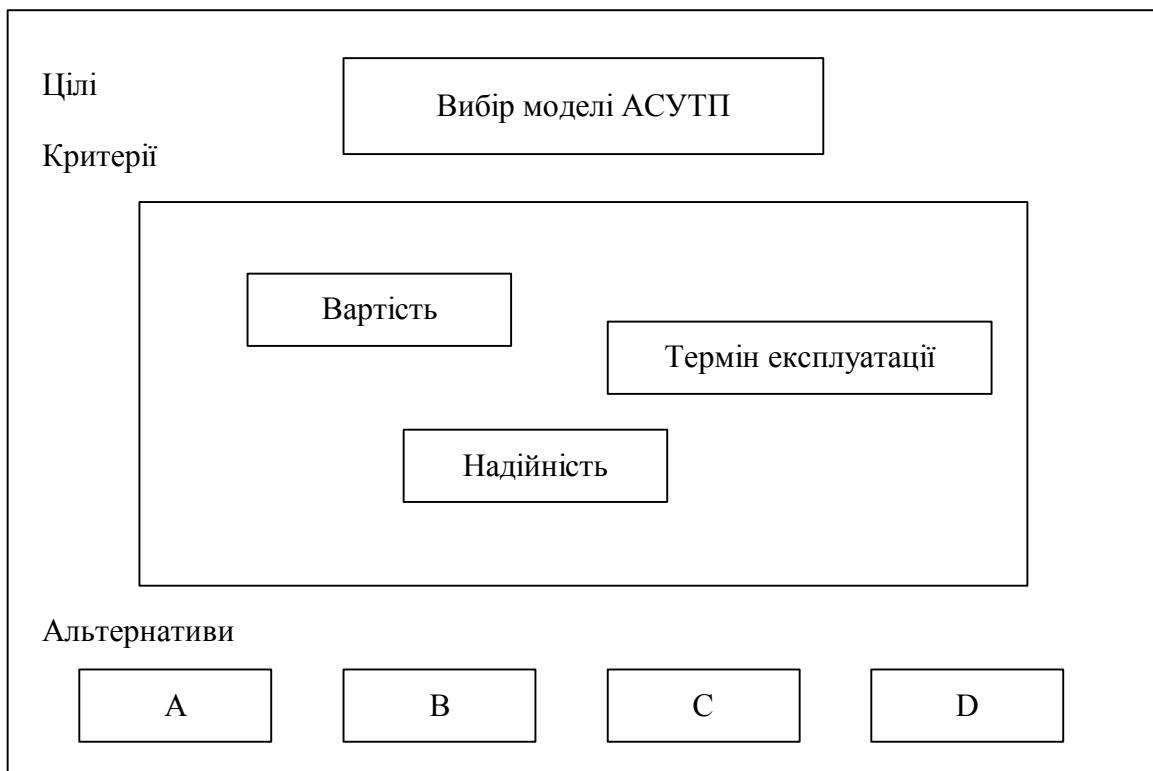 Цілі
Вибір моделі АСУТП
Критерії
Вартість
Термін експлуатації
Надійність
Альтернативи
A
B
C
D